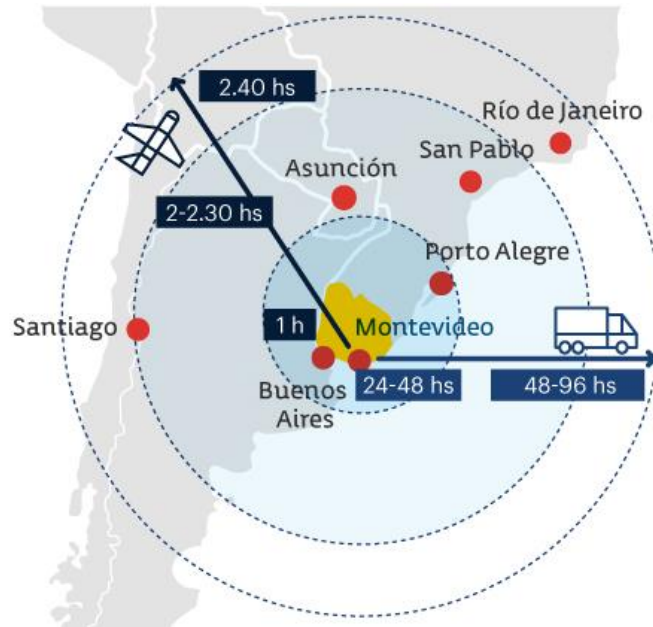 2.40 hs
Río de Janeiro
San Pablo
Asunción
2-2.30 hs
Porto Alegre
Santiago
1 h
Montevideo
Buenos
Aires
24-48 hs
48-96 hs